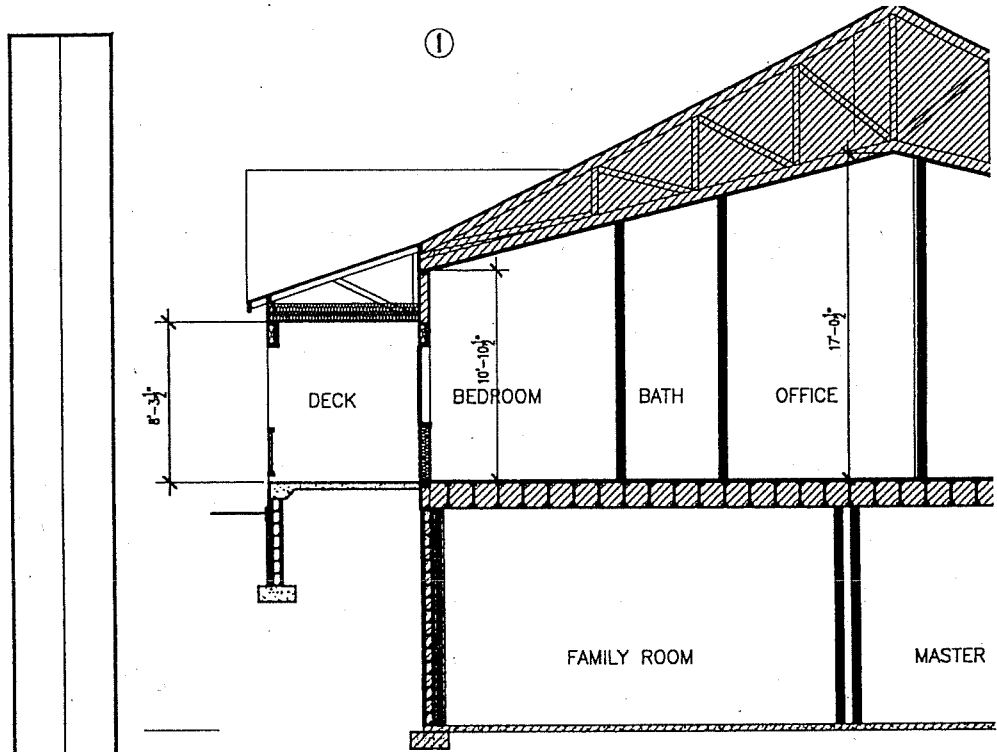 1
8'-3½"
DECK
BEDROOM
10'-10½"
BATH
OFFICE
17'-0½"
FAMILY ROOM
MASTER